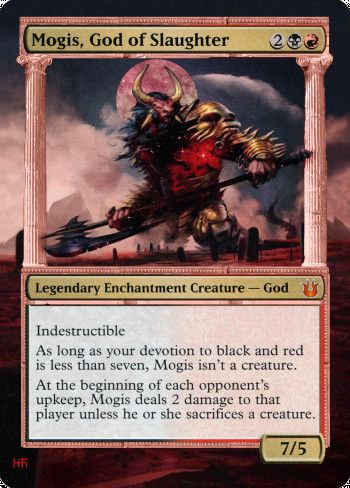 Mogis, God of Slaughter 2
Legendary Enchantment Creature — God
Indestructible
As long as your devotion to black and red
is less than seven, Mogis isn't a creature.
At the beginning of each opponent's
upkeep, Mogis deals 2 damage to that
player unless he or she sacrifices a creature.
7/5